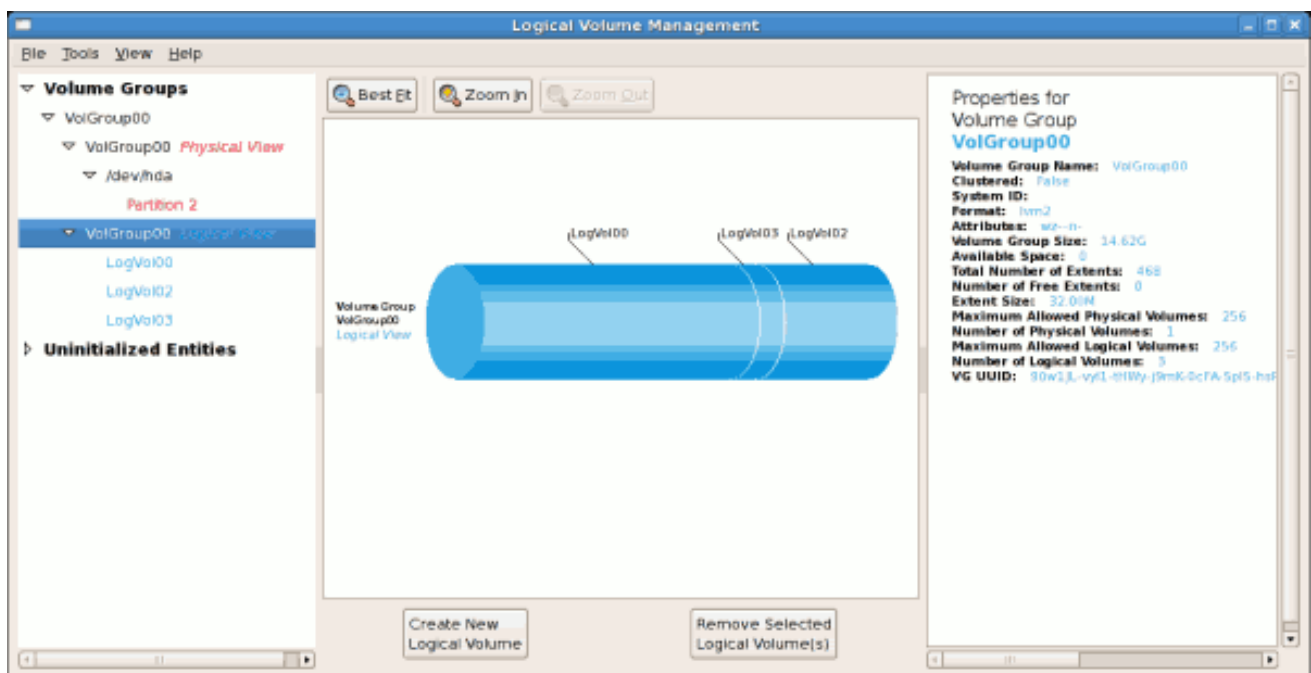 Logical Volume Management
File Tools View Help
Volume Groups
VolGroup00
VolGroup00 Physical View
/dev/hda
Partition 2
VolGroup00 Logical View
LogVol00
LogVol02
LogVol03
Uninitialized Entities
Best Fit Zoom In Zoom Out
LogVol00 LogVol03 LogVol02
Volume Group
VolGroup00
Logical View
Create New
Logical Volume
Remove Selected
Logical Volume(s)
Properties for
Volume Group
VolGroup00
Volume Group Name: VolGroup00
Clustered: False
System ID:
Format: lvm2
Attributes: wz--n-
Volume Group Size: 14.62G
Available Space: 0
Total Number of Extents: 468
Number of Free Extents: 0
Extent Size: 32.00M
Maximum Allowed Physical Volumes: 256
Number of Physical Volumes: 1
Maximum Allowed Logical Volumes: 256
Number of Logical Volumes: 3
VG UUID: